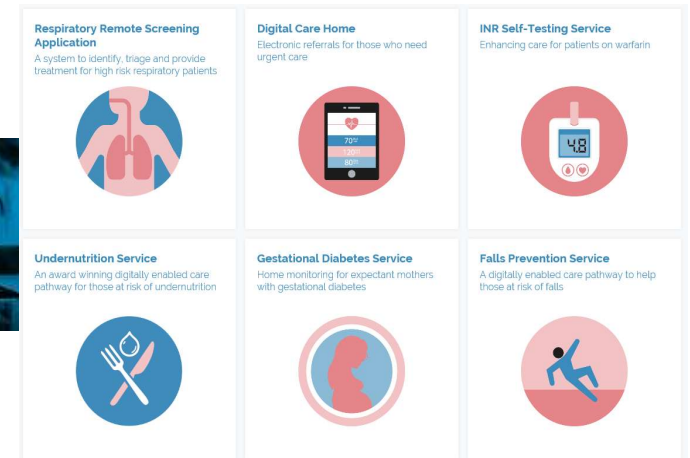 Respiratory Remote Screening
Application
A system to identify, triage and provide
treatment for high risk respiratory patients
Digital Care Home
Electronic referrals for those who need
urgent care
70
120
80
INR Self-Testing Service
Enhancing care for patients on warfarin
4.8
Undernutrition Service
An award winning digitally enabled care
pathway for those at risk of undernutrition
Gestational Diabetes Service
Home monitoring for expectant mothers
with gestational diabetes
Falls Prevention Service
A digitally enabled care pathway to help
those at risk of falls